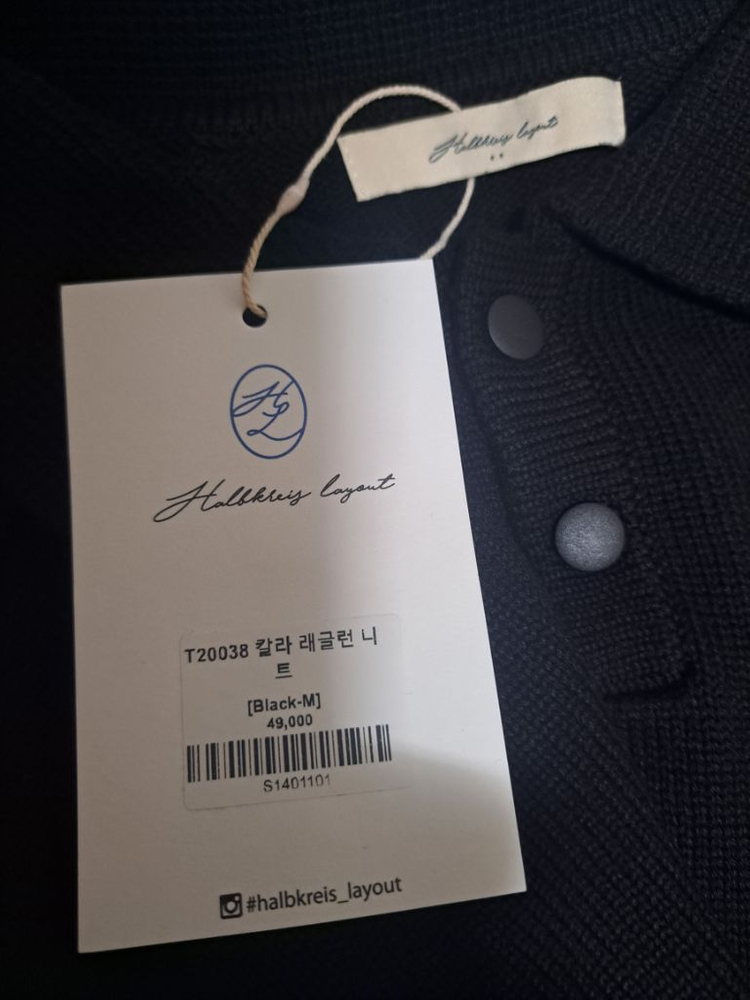 Halbkreis layout
HL
Halbkreis layout
T20038 칼라 래글런 니
트
[Black-M]
49,000
S1401101
#halbkreis_layout